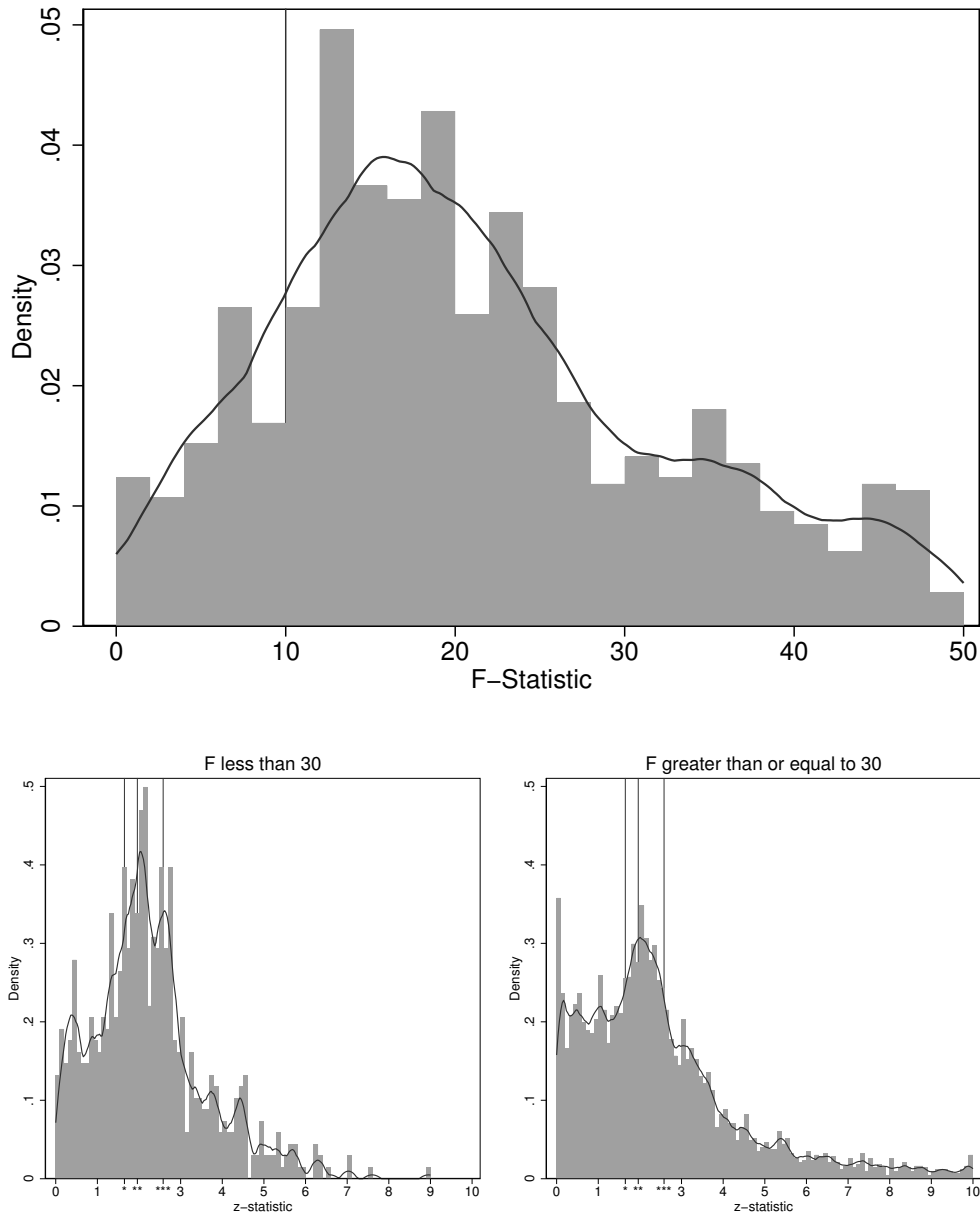 .05
.04
.03
.02
.01
0
Density
0 10 20 30 40 50
F−Statistic
F less than 30
.5
.4
.3
.2
.1
0
Density
0 1 * ** *** 3 4 5 6 7 8 9 10
z−statistic
F greater than or equal to 30
.5
.4
.3
.2
.1
0
Density
0 1 * ** *** 3 4 5 6 7 8 9 10
z−statistic